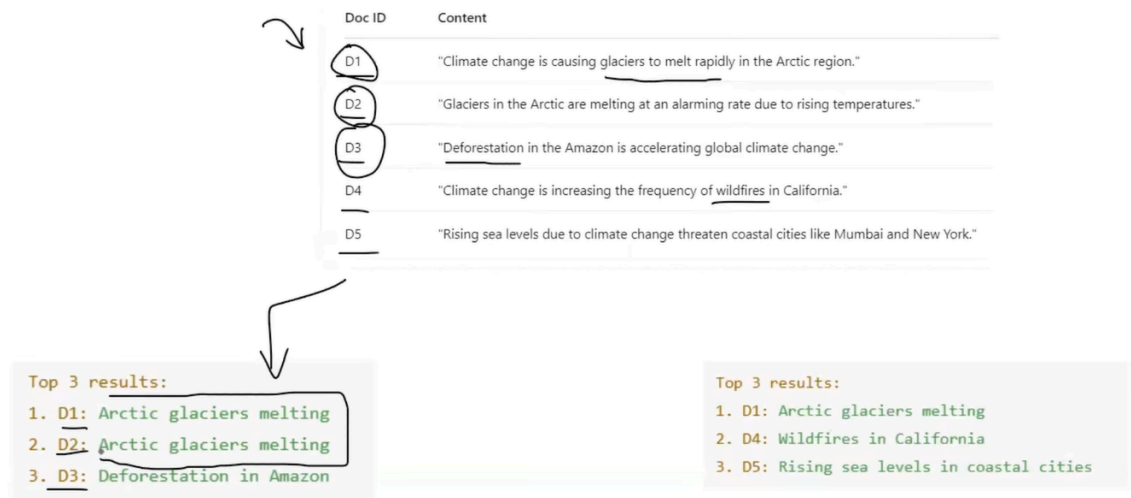 Doc ID Content
D1 "Climate change is causing glaciers to melt rapidly in the Arctic region."
D2 "Glaciers in the Arctic are melting at an alarming rate due to rising temperatures."
D3 "Deforestation in the Amazon is accelerating global climate change."
D4 "Climate change is increasing the frequency of wildfires in California."
D5 "Rising sea levels due to climate change threaten coastal cities like Mumbai and New York."
Top 3 results:
1. D1: Arctic glaciers melting
2. D2: Arctic glaciers melting
3. D3: Deforestation in Amazon
Top 3 results:
1. D1: Arctic glaciers melting
2. D4: Wildfires in California
3. D5: Rising sea levels in coastal cities